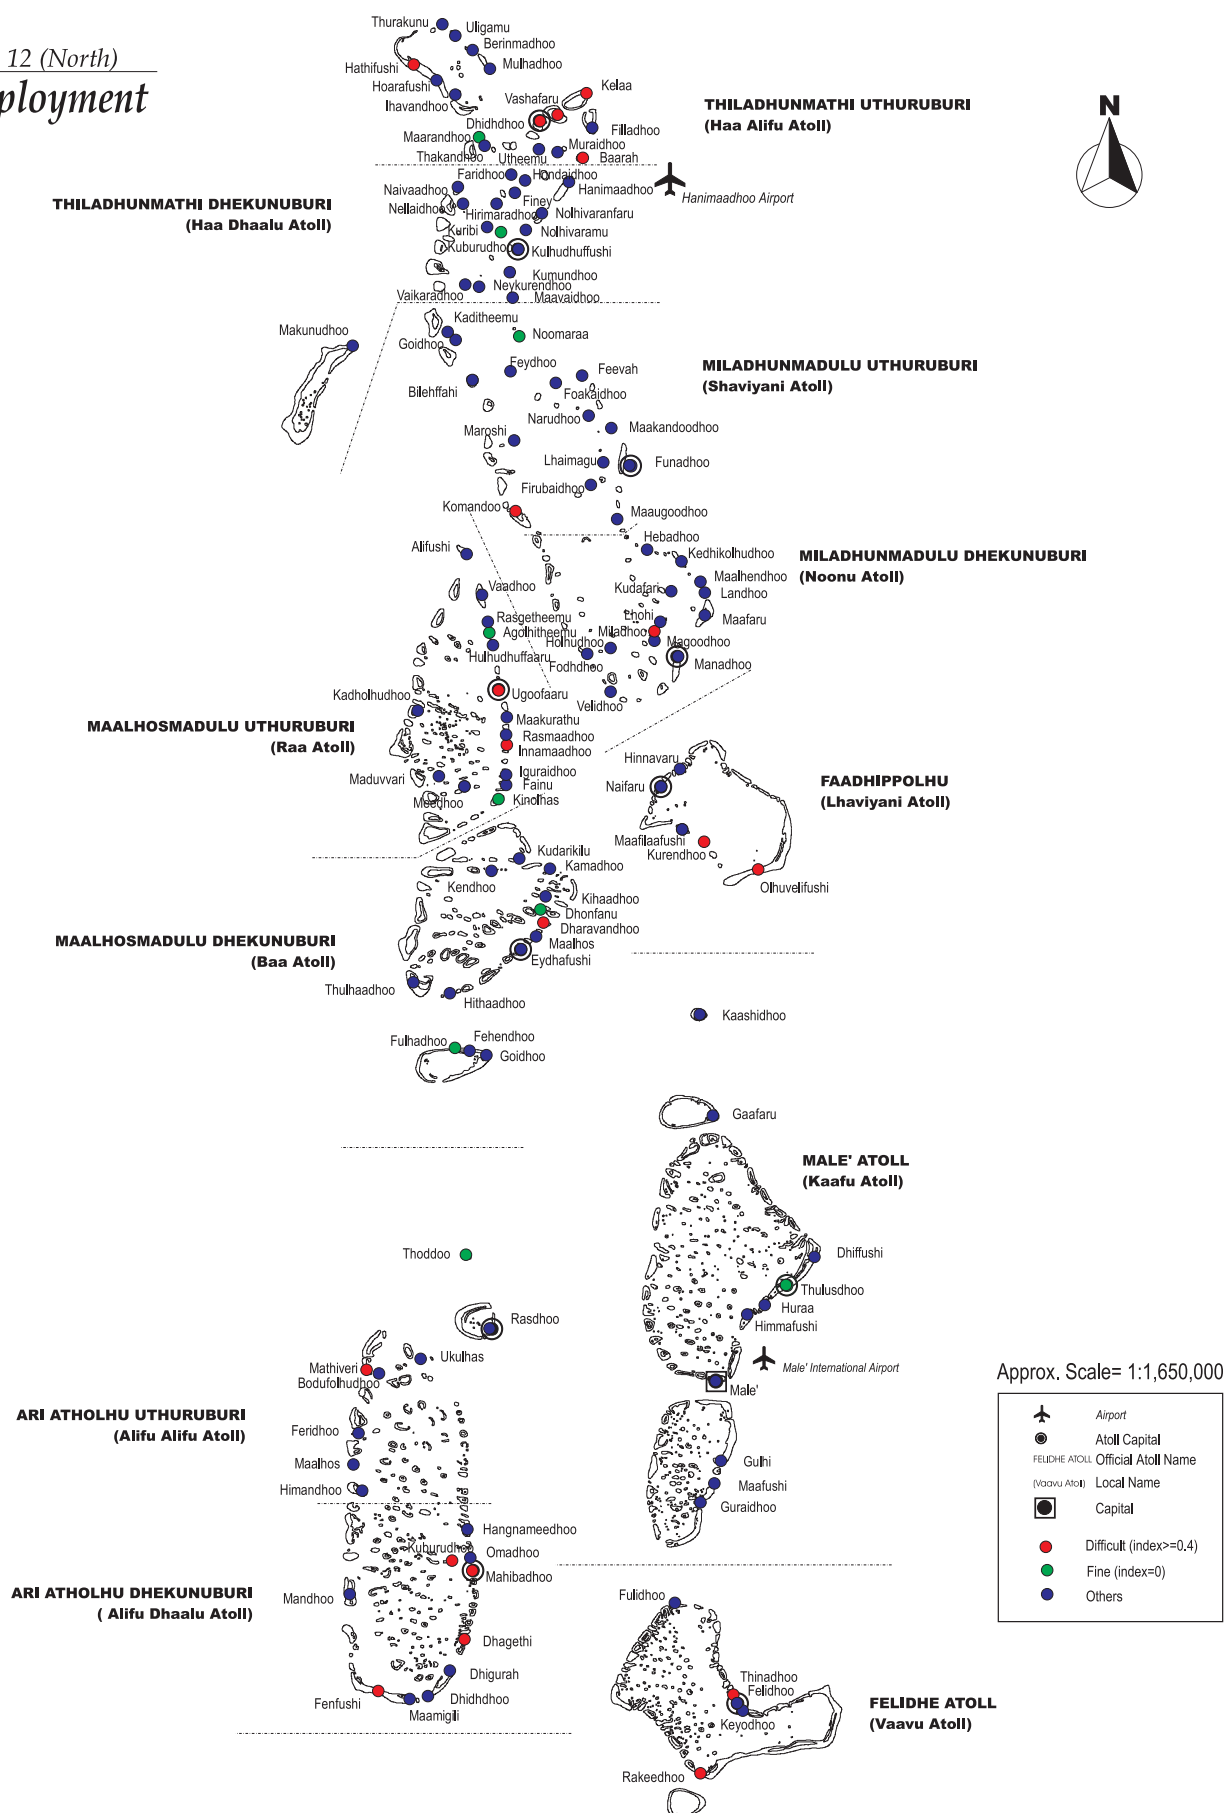 12 (North)
ployment
Thurakunu
Uligamu
Berinmadhoo
Mulhadhoo
Hathifushi
Hoarafushi
Ihavandhoo
Kelaa
Vashafaru
Dhidhdhoo
Filladhoo
Maarandhoo
Thakandhoo
Utheemu
Muraidhoo
Baarah
THILADHUNMATHI UTHURUBURI
(Haa Alifu Atoll)
N
Faridhoo
Hondaidhoo
Hanimaadhoo
Hanimaadhoo Airport
Naivaadhoo
Nellaidhoo
Finey
Hirimaradhoo
Nolhivaranfaru
THILADHUNMATHI DHEKUNUBURI
(Haa Dhaalu Atoll)
Kuribi
Nolhivaramu
Kuburudhoo
Kulhudhuffushi
Kumundhoo
Neykurendhoo
Vaikaradhoo
Maavaidhoo
Makunudhoo
Kaditheemu
Goidhoo
Noomaraa
Feydhoo
Feevah
Bilehffahi
Foakaidhoo
MILADHUNMADULU UTHURUBURI
(Shaviyani Atoll)
Narudhoo
Maakandoodhoo
Maroshi
Lhaimagu
Funadhoo
Firubaidhoo
Komandoo
Maaugoodhoo
Alifushi
Hebadhoo
Kedhikolhudhoo
MILADHUNMADULU DHEKUNUBURI
(Noonu Atoll)
Vaadhoo
Kudafari
Maalhendhoo
Landhoo
Rasgetheemu
Agolhitheemu
Lhohi
Miladhoo
Maafaru
Hulhudhuffaaru
Holhudhoo
Magoodhoo
Fodhdhoo
Manadhoo
Ugoofaaru
Velidhoo
Kadholhudhoo
Maakurathu
Rasmaadhoo
Innamaadhoo
MAALHOSMADULU UTHURUBURI
(Raa Atoll)
Hinnavaru
Maduvvari
Iguraidhoo
Fainu
Naifaru
FAADHIPPOLHU
(Lhaviyani Atoll)
Meedhoo
Kinolhas
Maafilaafushi
Kurendhoo
Kudarikilu
Kamadhoo
Kendhoo
Olhuvelifushi
Kihaadhoo
Dhonfanu
Dharavandhoo
Maalhos
Eydhafushi
MAALHOSMADULU DHEKUNUBURI
(Baa Atoll)
Thulhaadhoo
Hithaadhoo
Kaashidhoo
Fulhadhoo
Fehendhoo
Goidhoo
Gaafaru
MALE' ATOLL
(Kaafu Atoll)
Thoddoo
Dhiffushi
Thulusdhoo
Huraa
Himmafushi
Rasdhoo
Ukulhas
Mathiveri
Bodufolhudhoo
Male' International Airport
Male'
ARI ATHOLHU UTHURUBURI
(Alifu Alifu Atoll)
Feridhoo
Maalhos
Himandhoo
Gulhi
Maafushi
Guraidhoo
Approx. Scale= 1:1,650,000
Airport
Atoll Capital
FELIDHE ATOLL Official Atoll Name
(Vaavu Atoll) Local Name
Capital
Difficult (index>=0.4)
Fine (index=0)
Others
Hangnameedhoo
Kuburudhoo
Omadhoo
Mahibadhoo
ARI ATHOLHU DHEKUNUBURI
( Alifu Dhaalu Atoll)
Mandhoo
Dhagethi
Dhigurah
Fenfushi
Dhidhdhoo
Maamigili
Fulidhoo
Thinadhoo
Felidhoo
Keyodhoo
FELIDHE ATOLL
(Vaavu Atoll)
Rakeedhoo